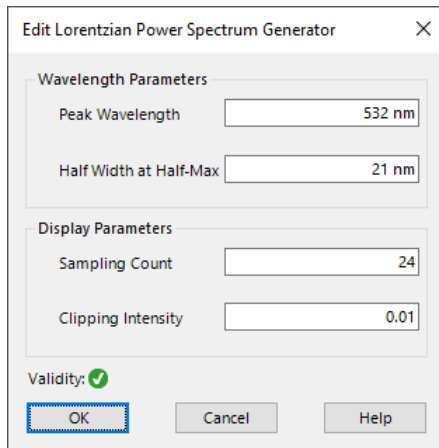 Edit Lorentzian Power Spectrum Generator
Wavelength Parameters
Peak Wavelength 532 nm
Half Width at Half-Max 21 nm
Display Parameters
Sampling Count 24
Clipping Intensity 0.01
Validity:
OK Cancel Help